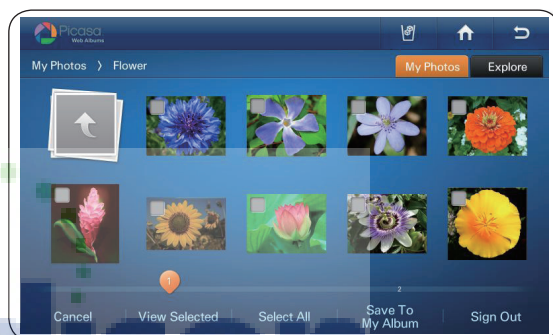 Picasa
Web Albums
My Photos 〉 Flower
My Photos
Explore
1
2
Cancel
View Selected
Select All
Save To
My Album
Sign Out